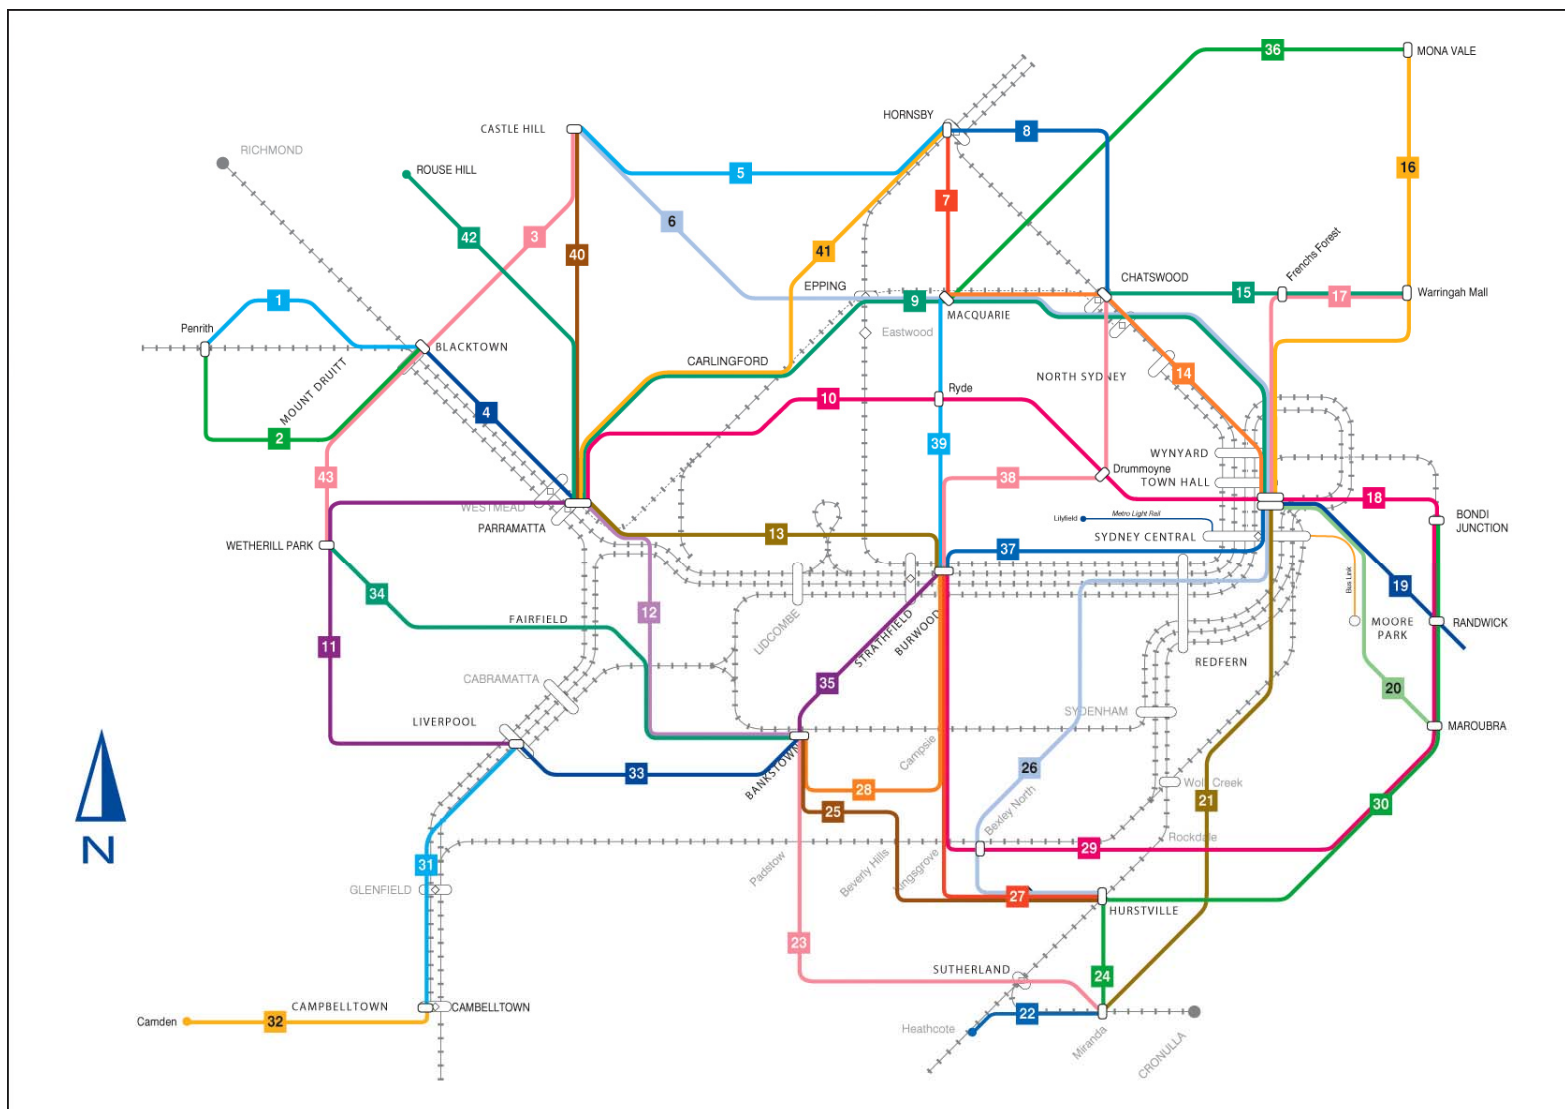 36
MONA VALE
HORNSBY
CASTLE HILL
8
RICHMOND
ROUSE HILL
5
16
7
6
42
3
41
40
Frenchs Forest
CHATSWOOD
EPPING
15
17
Warringah Mall
1
9
MACQUARIE
Penrith
Eastwood
BLACKTOWN
CARLINGFORD
NORTH SYDNEY
14
MOUNT DRUITT
Ryde
10
4
2
39
WYNYARD
43
38
Drummoyne
TOWN HALL
18
WESTMEAD
PARRAMATTA
Lilyfield
Metro Light Rail
BONDI
JUNCTION
WETHERILL PARK
13
37
SYDNEY CENTRAL
Bus Link
19
34
12
LIDCOMBE
STRATHFIELD
BURWOOD
MOORE
PARK
RANDWICK
FAIRFIELD
11
REDFERN
CABRAMATTA
35
20
LIVERPOOL
SYDENHAM
MAROUBRA
33
BANKSTOWN
Campsie
26
28
Wolli Creek
N
25
21
30
Bexley North
Rockdale
31
29
Padstow
Beverly Hills
Kingsgrove
GLENFIELD
27
HURSTVILLE
23
SUTHERLAND
24
CAMPBELLTOWN
CAMBELLTOWN
Camden
32
22
Heathcote
Miranda
CRONULLA